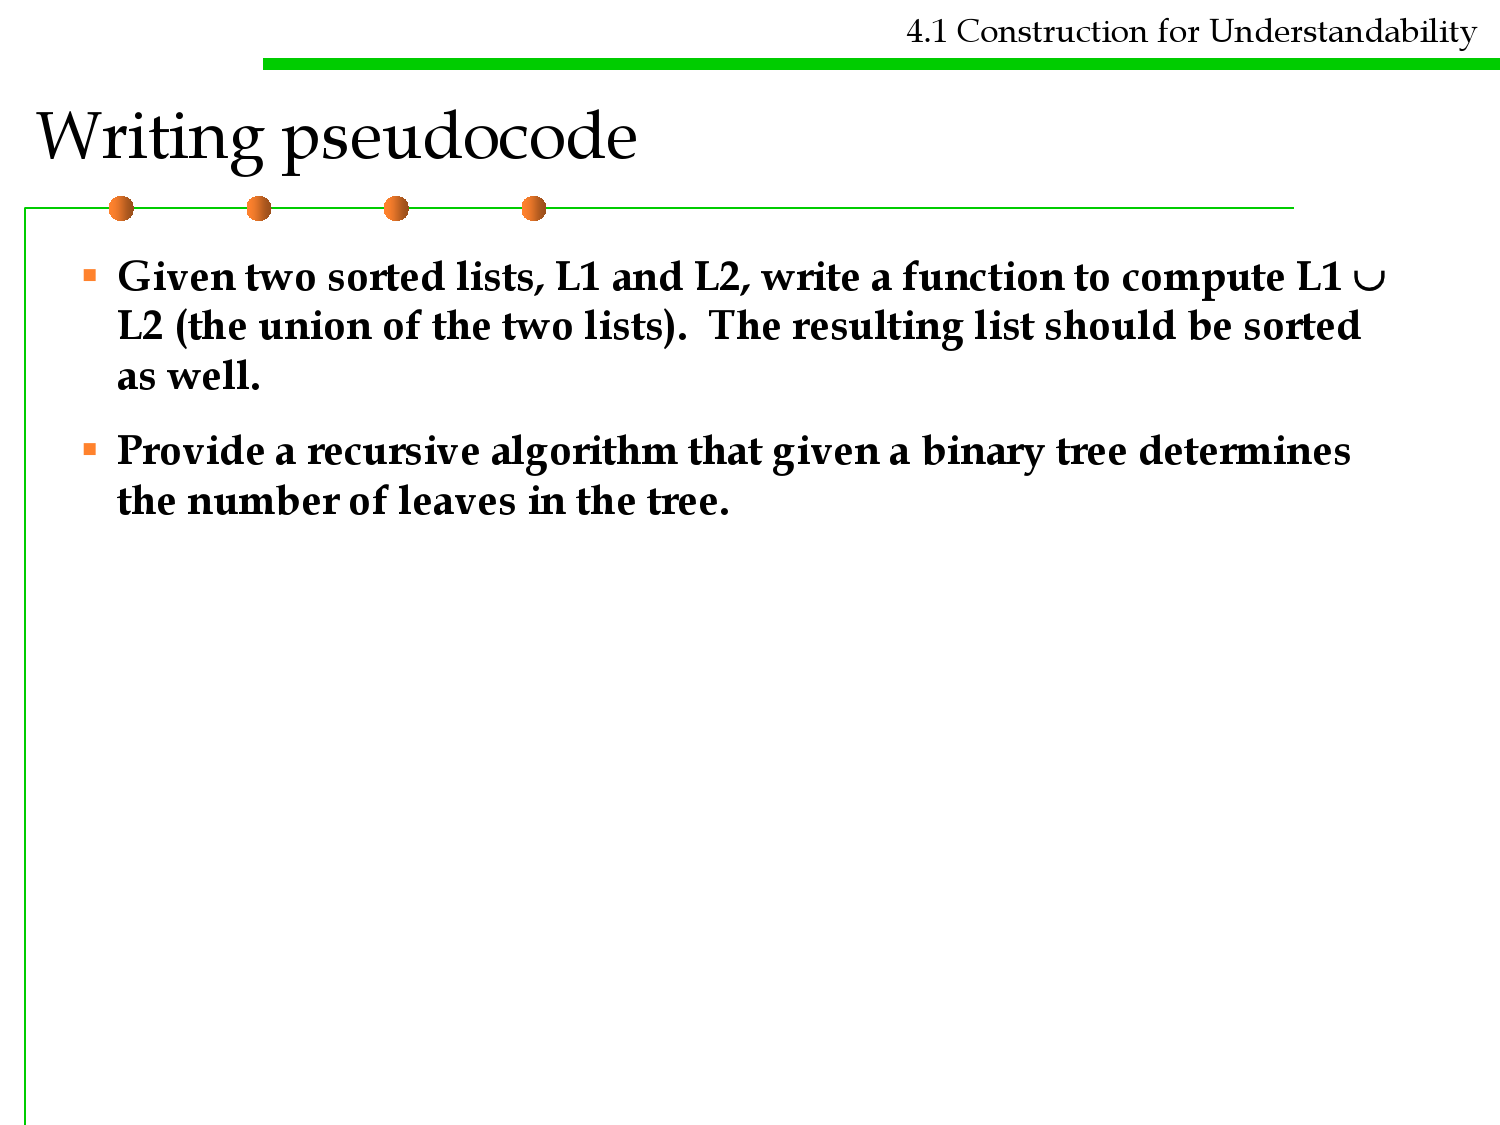 4.1 Construction for Understandability
Writing pseudocode
▪ Given two sorted lists, L1 and L2, write a function to compute L1 ∪
L2 (the union of the two lists).  The resulting list should be sorted
as well.
▪ Provide a recursive algorithm that given a binary tree determines
the number of leaves in the tree.